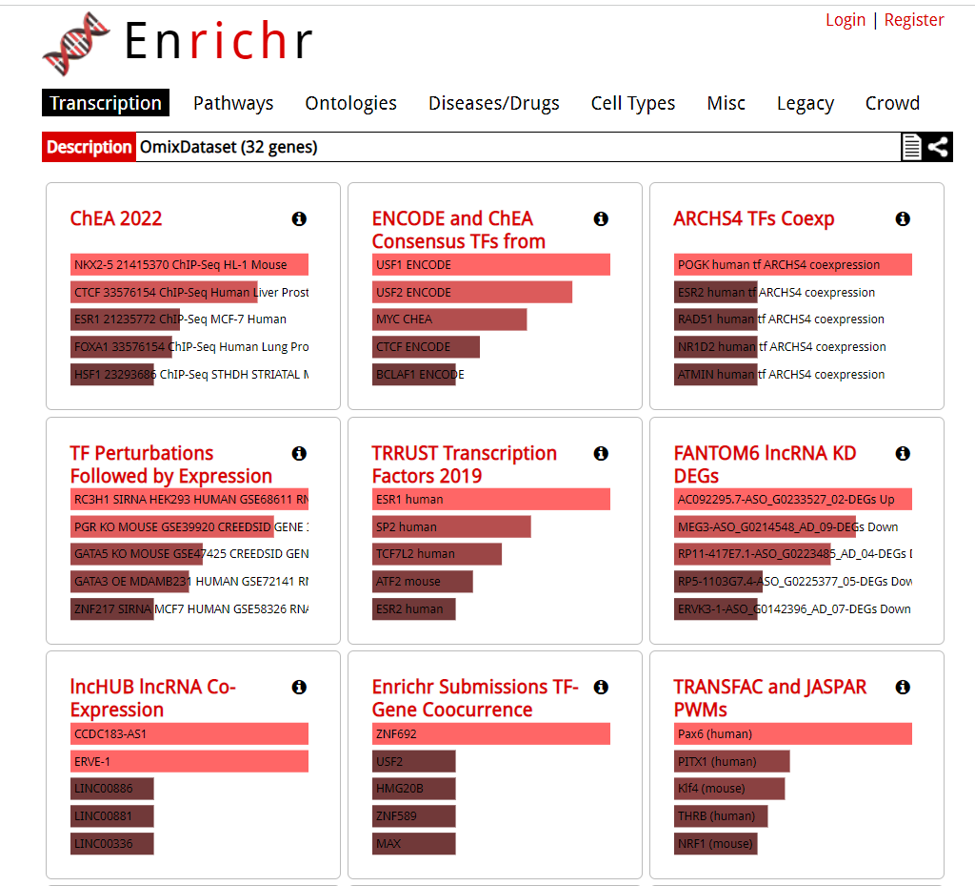 Login | Register
Enrichr
Transcription Pathways Ontologies Diseases/Drugs Cell Types Misc Legacy Crowd
Description OmixDataset (32 genes)
ChEA 2022
NKX2-5 21415370 ChIP-Seq HL-1 Mouse
CTCF 33576154 ChIP-Seq Human Liver Prost
ESR1 21235772 ChIP-Seq MCF-7 Human
FOXA1 33576154 ChIP-Seq Human Lung Pro
HSF1 23293686 ChIP-Seq STHDH STRIATAL M
ENCODE and ChEA
Consensus TFs from
USF1 ENCODE
USF2 ENCODE
MYC CHEA
CTCF ENCODE
BCLAF1 ENCODE
ARCHS4 TFs Coexp
POGK human tf ARCHS4 coexpression
ESR2 human tf ARCHS4 coexpression
RAD51 human tf ARCHS4 coexpression
NR1D2 human tf ARCHS4 coexpression
ATMIN human tf ARCHS4 coexpression
TF Perturbations
Followed by Expression
RC3H1 SIRNA HEK293 HUMAN GSE68611 RN
PGR KO MOUSE GSE39920 CREEDSID GENE
GATA5 KO MOUSE GSE47425 CREEDSID GEN
GATA3 OE MDAMB231 HUMAN GSE72141 RN
ZNF217 SIRNA MCF7 HUMAN GSE58326 RNA
TRRUST Transcription
Factors 2019
ESR1 human
SP2 human
TCF7L2 human
ATF2 mouse
ESR2 human
FANTOM6 lncRNA KD
DEGs
AC092295.7-ASO_G0233527_02-DEGs Up
MEG3-ASO_G0214548_AD_09-DEGs Down
RP11-417E7.1-ASO_G0223485_AD_04-DEGs
RP5-1103G7.4-ASO_G0225377_05-DEGs Dow
ERVK3-1-ASO_G0142396_AD_07-DEGs Down
lncHUB lncRNA Co-
Expression
CCDC183-AS1
ERVE-1
LINC00886
LINC00881
LINC00336
Enrichr Submissions TF-
Gene Coocurrence
ZNF692
USF2
HMG20B
ZNF589
MAX
TRANSFAC and JASPAR
PWMs
Pax6 (human)
PITX1 (human)
Klf4 (mouse)
THRB (human)
NRF1 (mouse)